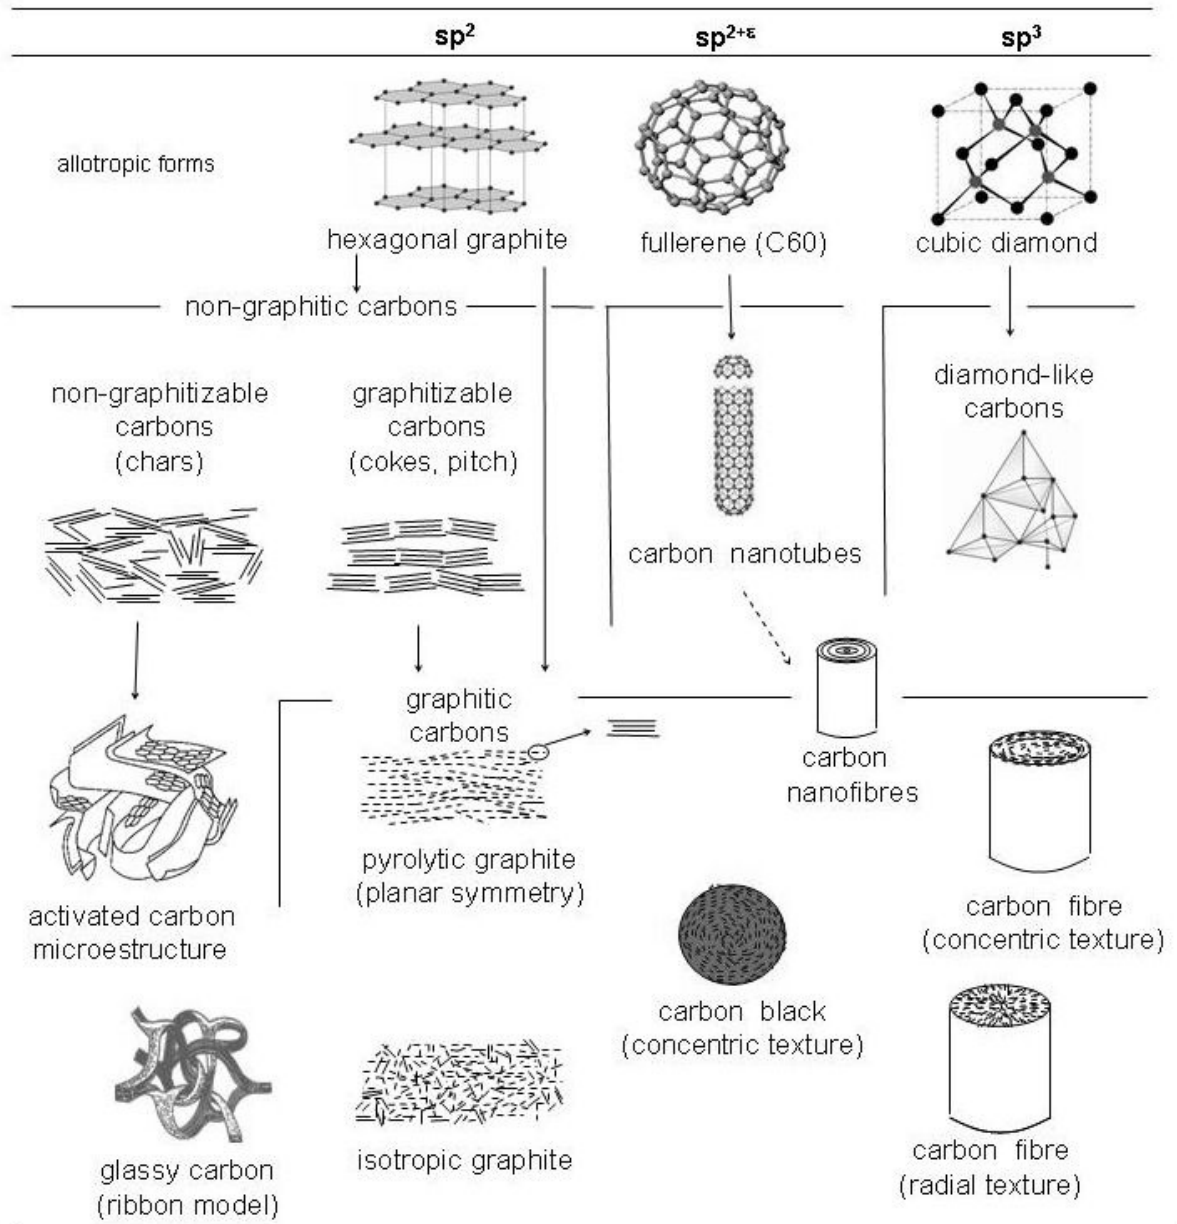 sp²
sp²⁺ᵋ
sp³
allotropic forms
hexagonal graphite
fullerene (C60)
cubic diamond
non-graphitic carbons
non-graphitizable
carbons
(chars)
graphitizable
carbons
(cokes, pitch)
carbon nanotubes
diamond-like
carbons
graphitic
carbons
carbon
nanofibres
pyrolytic graphite
(planar symmetry)
activated carbon
microestructure
carbon fibre
(concentric texture)
carbon black
(concentric texture)
glassy carbon
(ribbon model)
isotropic graphite
carbon fibre
(radial texture)